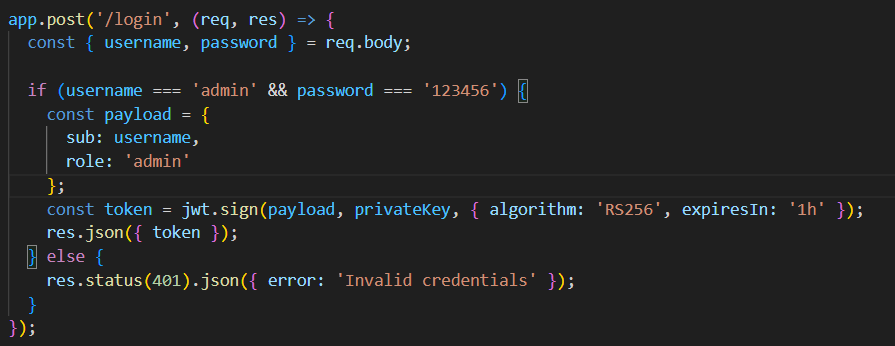 app.post('/login', (req, res) => {
  const { username, password } = req.body;

  if (username === 'admin' && password === '123456') {
    const payload = {
      sub: username,
      role: 'admin'
    };
    const token = jwt.sign(payload, privateKey, { algorithm: 'RS256', expiresIn: '1h' });
    res.json({ token });
  } else {
    res.status(401).json({ error: 'Invalid credentials' });
  }
});